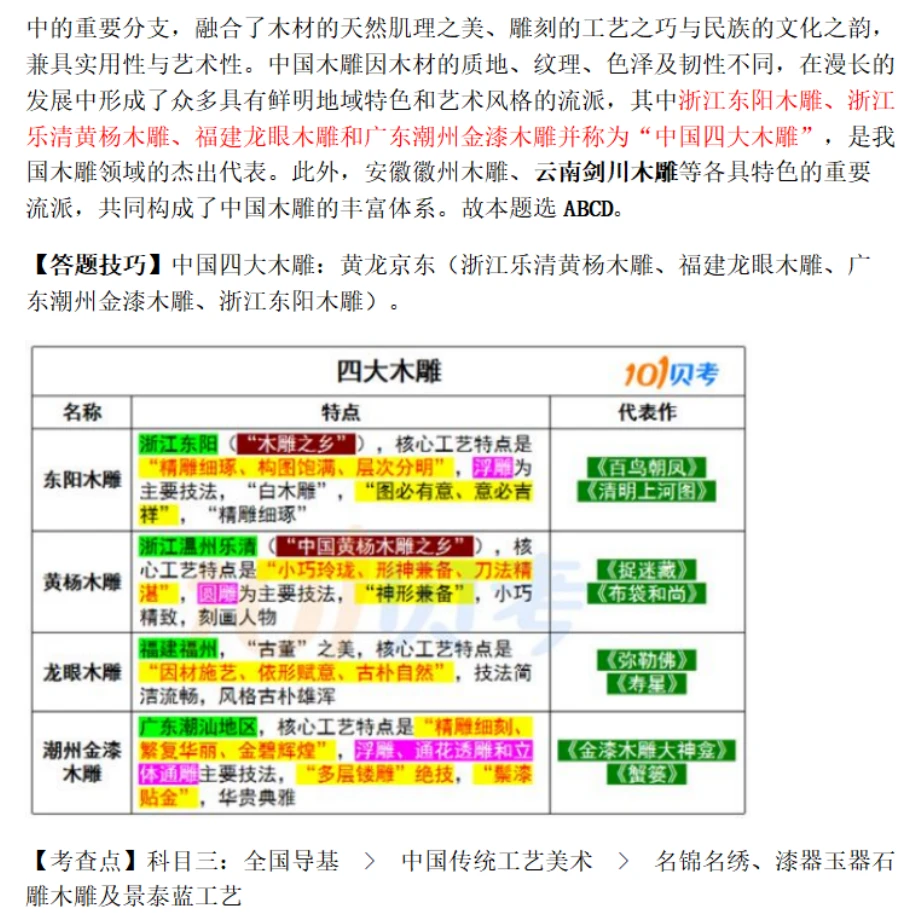 中的重要分支，融合了木材的天然肌理之美、雕刻的工艺之巧与民族的文化之韵，
兼具实用性与艺术性。中国木雕因木材的质地、纹理、色泽及韧性不同，在漫长的
发展中形成了众多具有鲜明地域特色和艺术风格的流派，其中浙江东阳木雕、浙江
乐清黄杨木雕、福建龙眼木雕和广东潮州金漆木雕并称为“中国四大木雕”，是我
国木雕领域的杰出代表。此外，安徽徽州木雕、云南剑川木雕等各具特色的重要
流派，共同构成了中国木雕的丰富体系。故本题选 ABCD。
【答题技巧】中国四大木雕：黄龙京东（浙江乐清黄杨木雕、福建龙眼木雕、广
东潮州金漆木雕、浙江东阳木雕）。
四大木雕
101贝考
名称 特点 代表作
东阳木雕
浙江东阳（“木雕之乡”），核心工艺特点是
“精雕细琢、构图饱满、层次分明”，浮雕为
主要技法，“白木雕”，“图必有意、意必吉
祥”，“精雕细琢”
《百鸟朝凤》
《清明上河图》
黄杨木雕
浙江温州乐清（“中国黄杨木雕之乡”），核
心工艺特点是“小巧玲珑、形神兼备、刀法精
湛”，圆雕为主要技法，“神形兼备”，小巧
精致，刻画人物
《捉迷藏》
《布袋和尚》
龙眼木雕
福建福州，“古董”之美，核心工艺特点是
“因材施艺、依形赋意、古朴自然”，技法简
洁流畅，风格古朴雄浑
《弥勒佛》
《寿星》
潮州金漆
木雕
广东潮汕地区，核心工艺特点是“精雕细刻、
繁复华丽、金碧辉煌”，浮雕、通花透雕和立
体通雕主要技法，“多层镂雕”绝技，“髹漆
贴金”，华贵典雅
《金漆木雕大神龛》
《蟹篓》
101贝考
【考查点】科目三：全国导基 > 中国传统工艺美术 > 名锦名绣、漆器玉器石
雕木雕及景泰蓝工艺